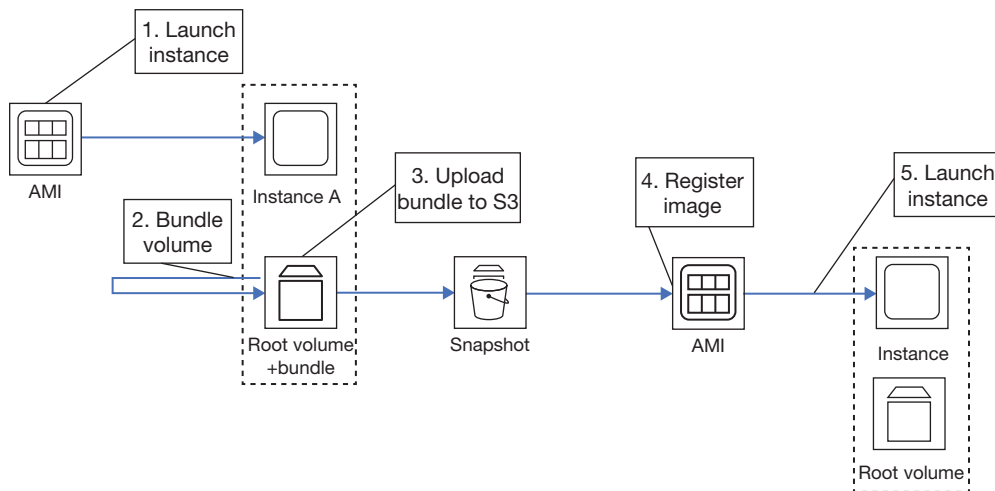 1. Launch
instance
AMI
Instance A
2. Bundle
volume
3. Upload
bundle to S3
Root volume
+bundle
Snapshot
4. Register
image
AMI
5. Launch
instance
Instance
Root volume